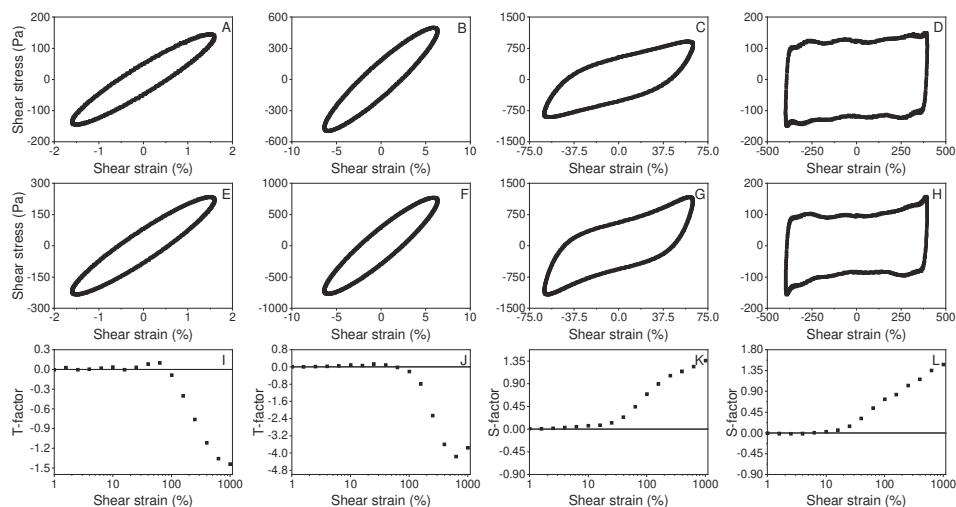 A
B
C
D
Shear stress (Pa)
200
100
0
-100
-200
-2 -1 0 1 2
Shear strain (%)
600
300
0
-300
-600
-10 -5 0 5 10
Shear strain (%)
1500
750
0
-750
-1500
-75.0 -37.5 0.0 37.5 75.0
Shear strain (%)
200
100
0
-100
-200
-500 -250 0 250 500
Shear strain (%)
E
F
G
H
Shear stress (Pa)
300
150
0
-150
-300
-2 -1 0 1 2
Shear strain (%)
1000
500
0
-500
-1000
-10 -5 0 5 10
Shear strain (%)
1500
750
0
-750
-1500
-75.0 -37.5 0.0 37.5 75.0
Shear strain (%)
200
100
0
-100
-200
-500 -250 0 250 500
Shear strain (%)
I
J
K
L
T-factor
0.3
0.0
-0.3
-0.6
-0.9
-1.2
-1.5
1 10 100 1000
Shear strain (%)
T-factor
0.8
0.0
-0.8
-1.6
-2.4
-3.2
-4.0
-4.8
1 10 100 1000
Shear strain (%)
S-factor
1.35
0.90
0.45
0.00
-0.45
-0.90
1 10 100 1000
Shear strain (%)
S-factor
1.80
1.35
0.90
0.45
0.00
-0.45
-0.90
1 10 100 1000
Shear strain (%)